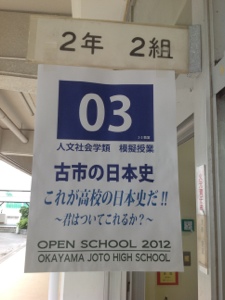 2年 2組
03
人文社会学類 模擬授業
古市の日本史
これが高校の日本史だ!!
～君はついてこれるか？～
OPEN SCHOOL 2012
OKAYAMA JOTO HIGH SCHOOL